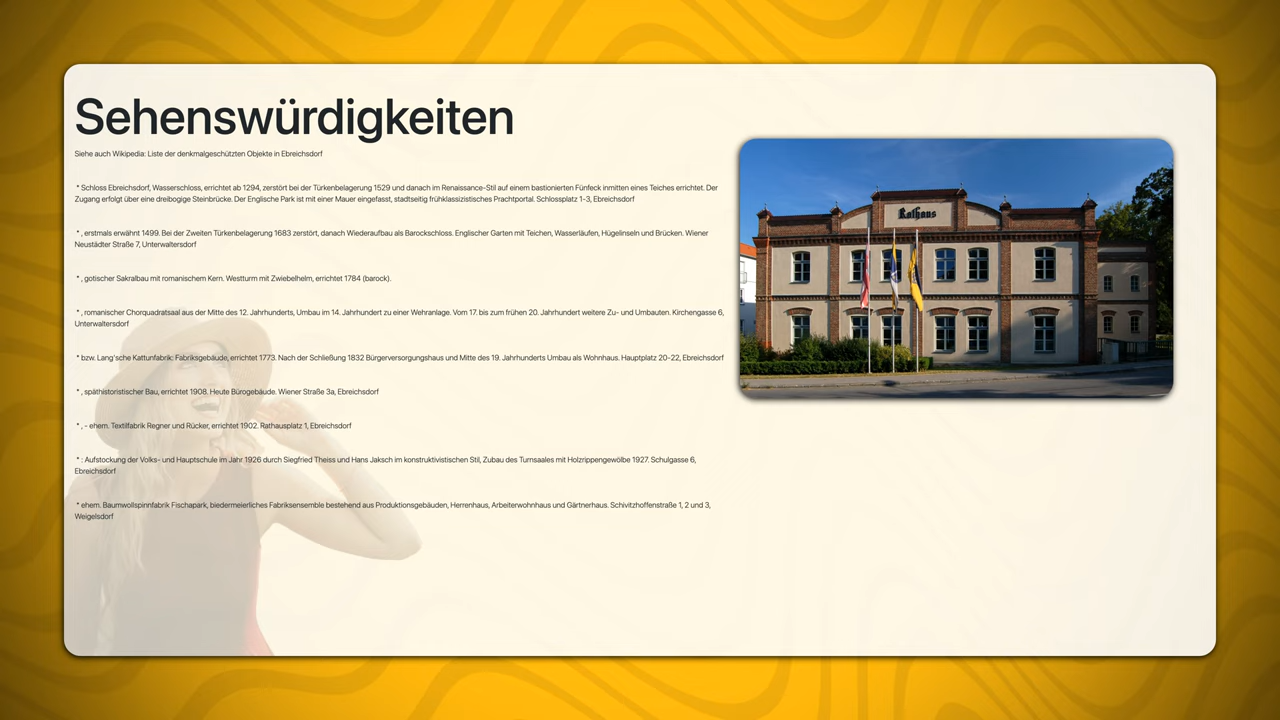 Sehenswürdigkeiten
Siehe auch Wikipedia: Liste der denkmalgeschützten Objekte in Ebreichsdorf
* Schloss Ebreichsdorf, Wasserschloss, errichtet ab 1294, zerstört bei der Türkenbelagerung 1529 und danach im Renaissance-Stil auf einem bastionierten Fünfeck inmitten eines Teiches errichtet. Der
Zugang erfolgt über eine dreibogige Steinbrücke. Der Englische Park ist mit einer Mauer eingefasst, stadtseitig frühklassizistisches Prachtportal. Schlossplatz 1-3, Ebreichsdorf
* , erstmals erwähnt 1499. Bei der Zweiten Türkenbelagerung 1683 zerstört, danach Wiederaufbau als Barockschloss. Englischer Garten mit Teichen, Wasserläufen, Hügelinseln und Brücken. Wiener
Neustädter Straße 7, Unterwaltersdorf
* , gotischer Sakralbau mit romanischem Kern. Westturm mit Zwiebelhelm, errichtet 1784 (barock).
* , romanischer Chorquadratsaal aus der Mitte des 12. Jahrhunderts, Umbau im 14. Jahrhundert zu einer Wehranlage. Vom 17. bis zum frühen 20. Jahrhundert weitere Zu- und Umbauten. Kirchengasse 6,
Unterwaltersdorf
* bzw. Lang'sche Kattunfabrik: Fabriksgebäude, errichtet 1773. Nach der Schließung 1832 Bürgerversorgungshaus und Mitte des 19. Jahrhunderts Umbau als Wohnhaus. Hauptplatz 20-22, Ebreichsdorf
* , späthistoristischer Bau, errichtet 1908. Heute Bürogebäude. Wiener Straße 3a, Ebreichsdorf
* , - ehem. Textilfabrik Regner und Rücker, errichtet 1902. Rathausplatz 1, Ebreichsdorf
* : Aufstockung der Volks- und Hauptschule im Jahr 1926 durch Siegfried Theiss und Hans Jaksch im konstruktivistischen Stil, Zubau des Turnsaales mit Holzrippengewölbe 1927. Schulgasse 6,
Ebreichsdorf
* ehem. Baumwollspinnfabrik Fischapark, biedermeierliches Fabriksensemble bestehend aus Produktionsgebäuden, Herrenhaus, Arbeiterwohnhaus und Gärtnerhaus. Schivitzhoffenstraße 1, 2 und 3,
Weigelsdorf
Rathaus